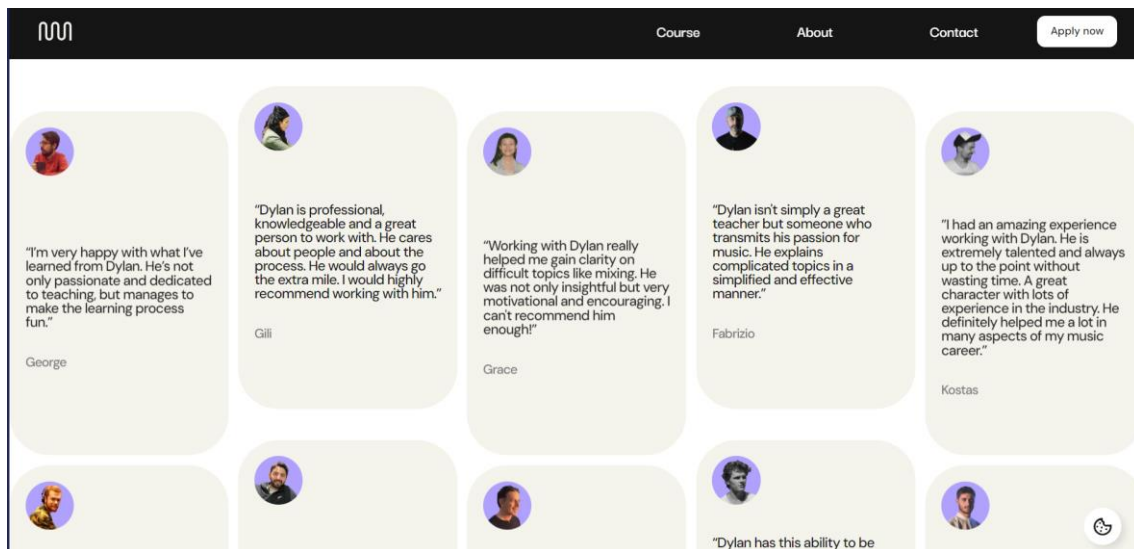 Course
About
Contact
Apply now
“I’m very happy with what I’ve
learned from Dylan. He’s not
only passionate and dedicated
to teaching, but manages to
make the learning process
fun.”
George
“Dylan is professional,
knowledgeable and a great
person to work with. He cares
about people and about the
process. He would always go
the extra mile. I would highly
recommend working with him.”
Gili
“Working with Dylan really
helped me gain clarity on
difficult topics like mixing. He
was not only insightful but very
motivational and encouraging. I
can't recommend him
enough!”
Grace
“Dylan isn't simply a great
teacher but someone who
transmits his passion for
music. He explains
complicated topics in a
simplified and effective
manner.”
Fabrizio
“I had an amazing experience
working with Dylan. He is
extremely talented and always
up to the point without
wasting time. A great
character with lots of
experience in the industry. He
definitely helped me a lot in
many aspects of my music
career.”
Kostas
“Dylan has this ability to be